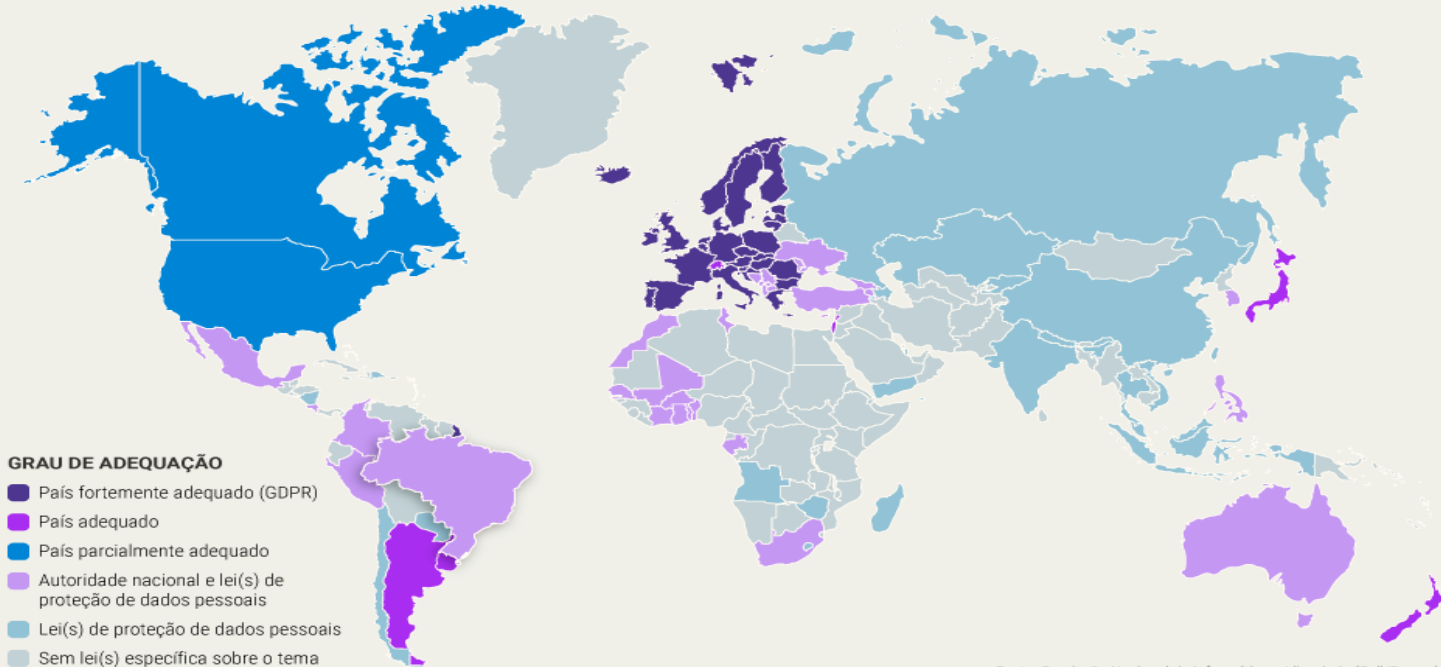 GRAU DE ADEQUAÇÃO
País fortemente adequado (GDPR)
País adequado
País parcialmente adequado
Autoridade nacional e lei(s) de
proteção de dados pessoais
Lei(s) de proteção de dados pessoais
Sem lei(s) específica sobre o tema